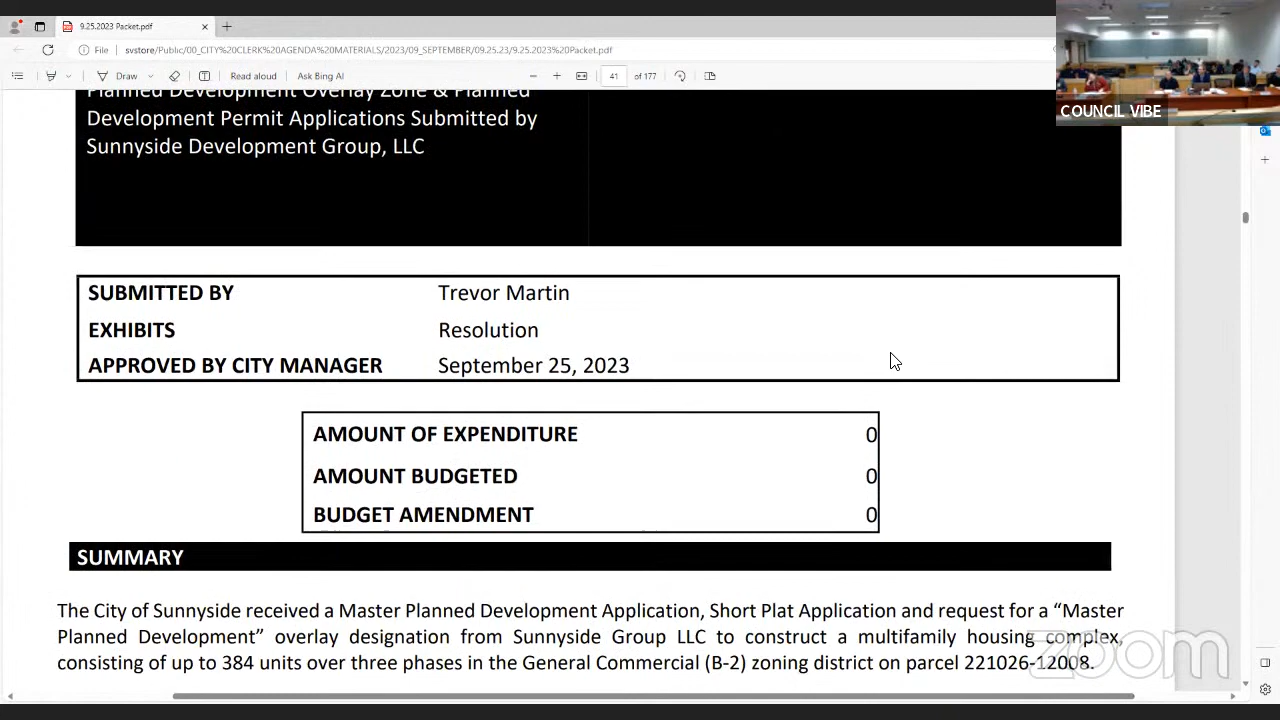 9.25.2023 Packet.pdf
File
svstore/Public/00_CITY%20CLERK%20AGENDA%20MATERIALS/2023/09_SEPTEMBER/09.25.23/9.25.2023%20Packet.pdf
Draw
Read aloud
Ask Bing AI
41 of 177
COUNCIL VIBE
Planned Development Overlay Zone & Planned
Development Permit Applications Submitted by
Sunnyside Development Group, LLC
SUBMITTED BY Trevor Martin
EXHIBITS Resolution
APPROVED BY CITY MANAGER September 25, 2023
AMOUNT OF EXPENDITURE 0
AMOUNT BUDGETED 0
BUDGET AMENDMENT 0
SUMMARY
The City of Sunnyside received a Master Planned Development Application, Short Plat Application and request for a “Master
Planned Development” overlay designation from Sunnyside Group LLC to construct a multifamily housing complex,
consisting of up to 384 units over three phases in the General Commercial (B-2) zoning district on parcel 221026-12008.
zoom